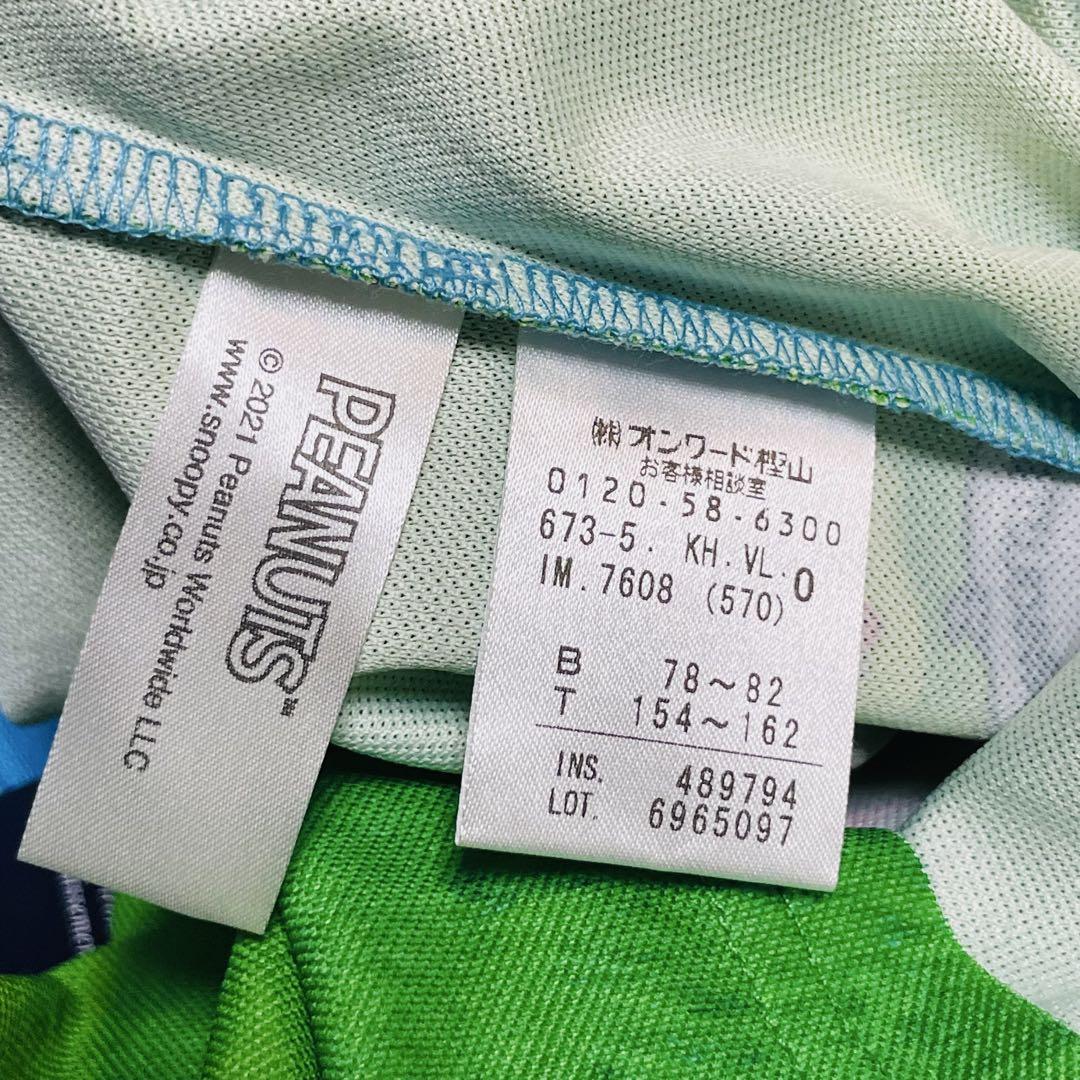 PEANUTS™
© 2021 Peanuts Worldwide LLC
www.snoopy.co.jp
㈱オンワード樫山
お客様相談室
0120-58-6300
673-5. KH.VL.0
IM.7608 (570)
B 78～82
T 154～162
INS. 489794
LOT. 6965097